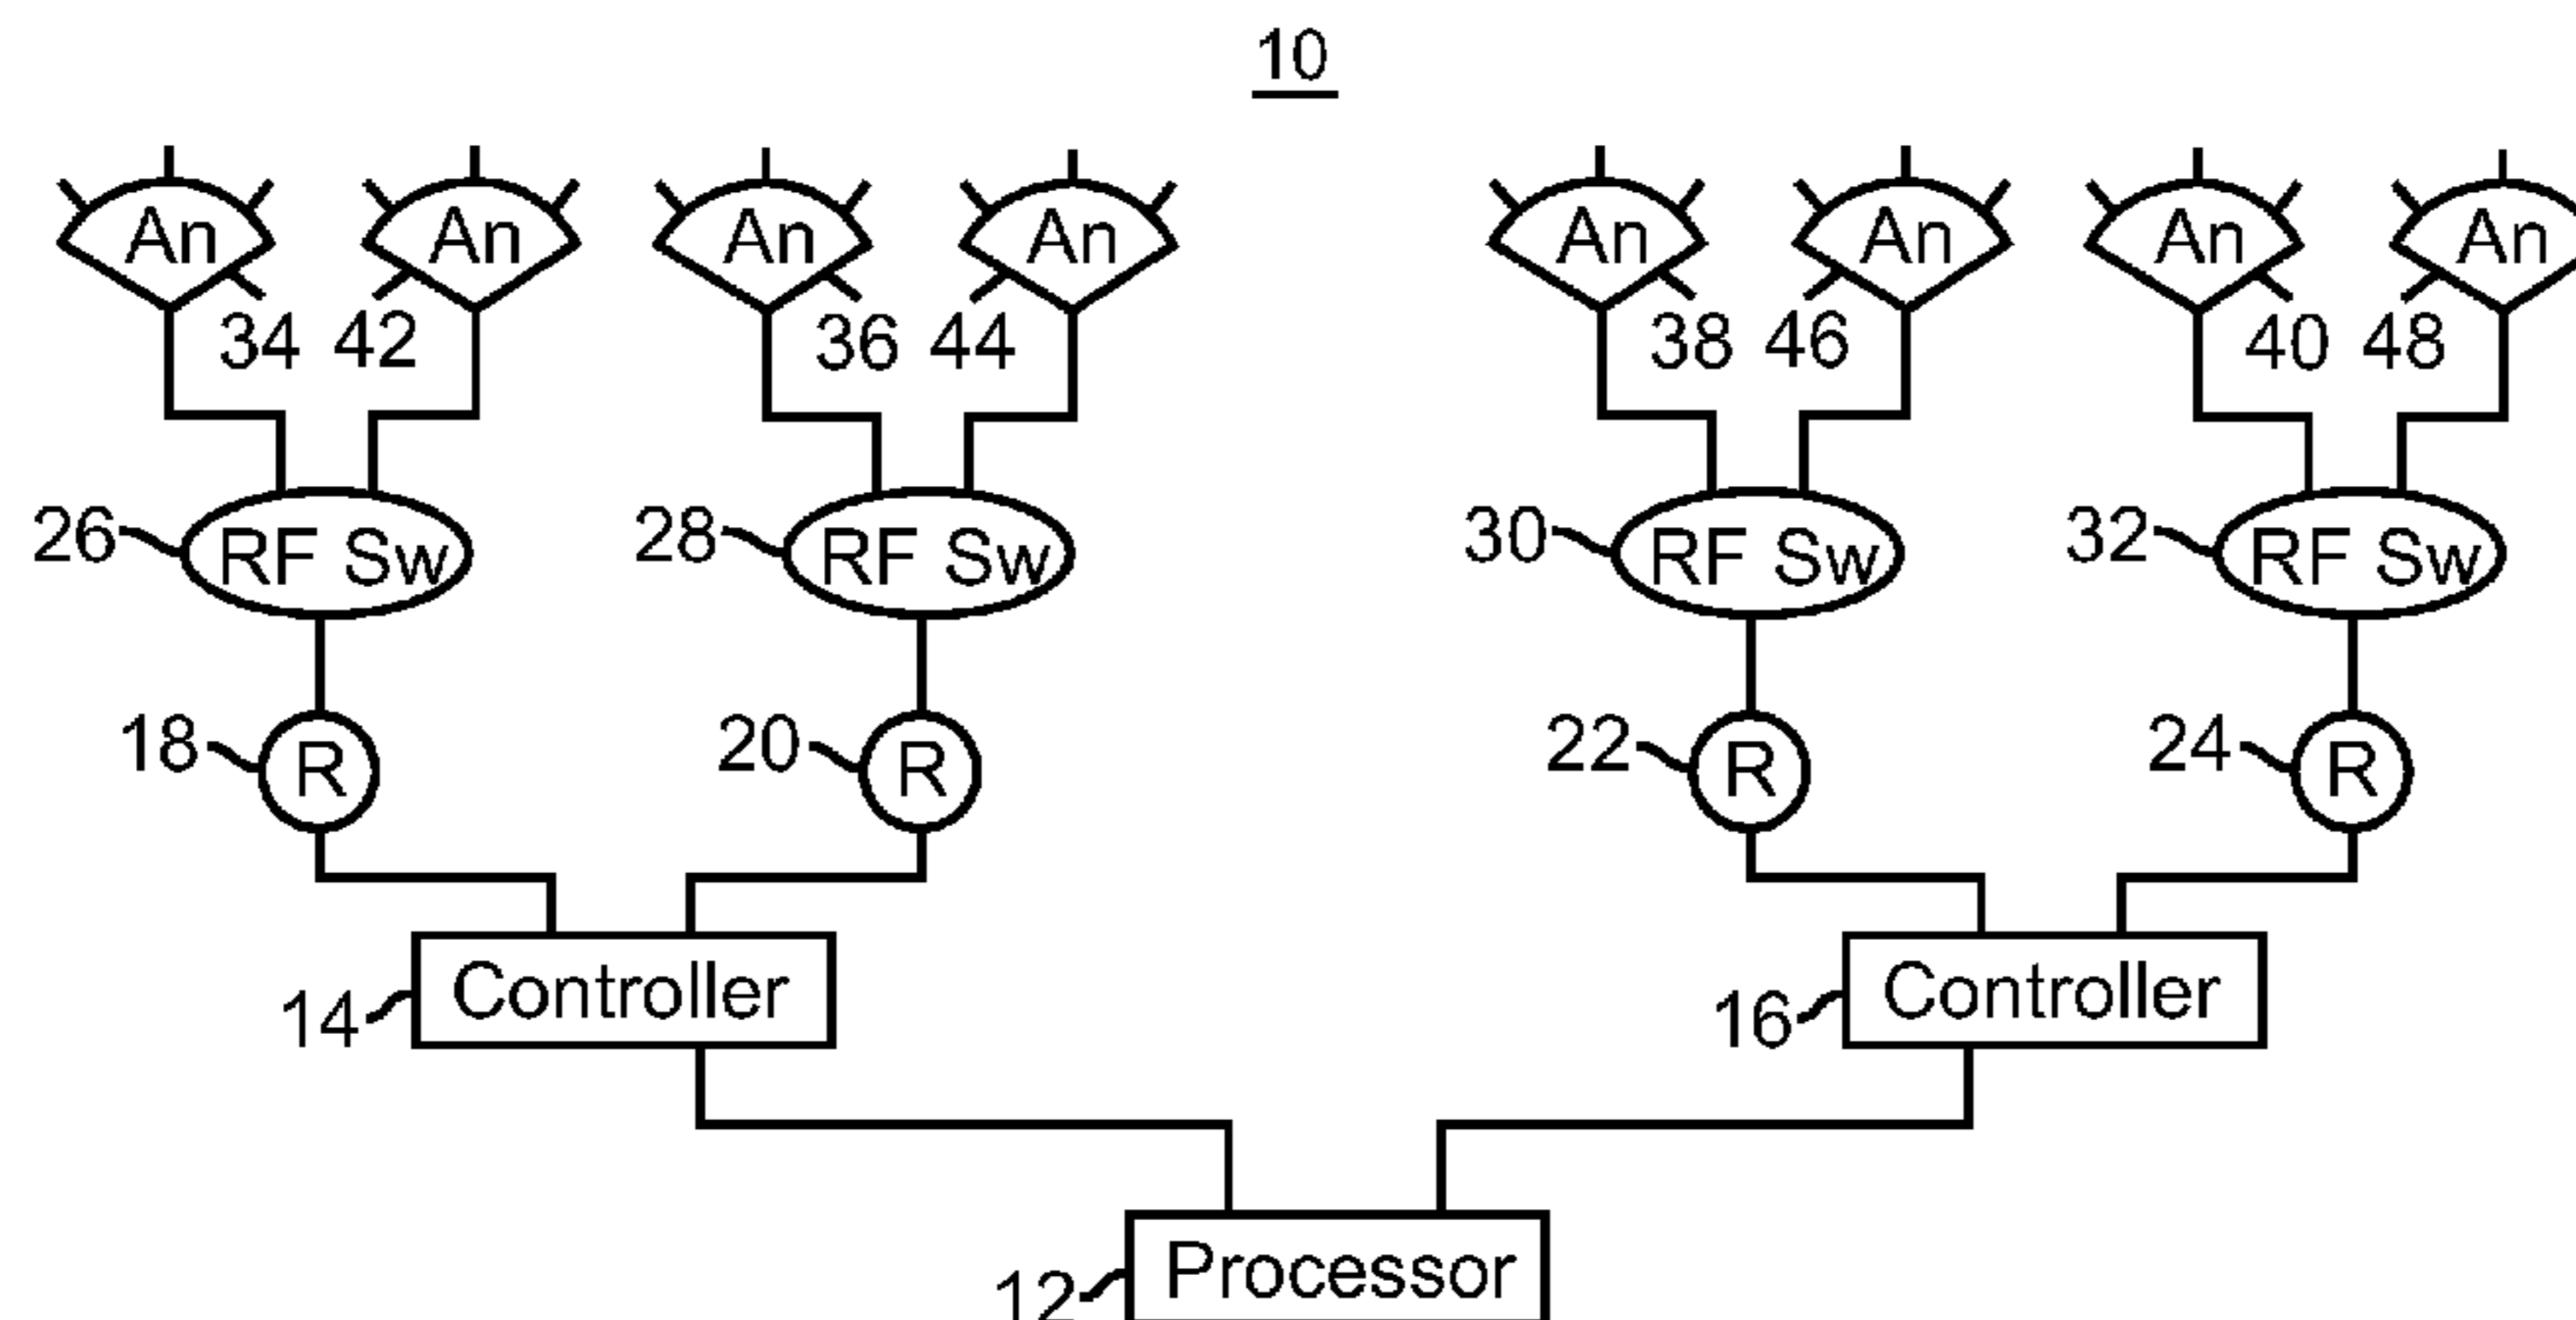 10
An An An An An An An An
34 42 36 44 38 46 40 48
26 RF Sw 28 RF Sw 30 RF Sw 32 RF Sw
18 R 20 R 22 R 24 R
14 Controller 16 Controller
12 Processor